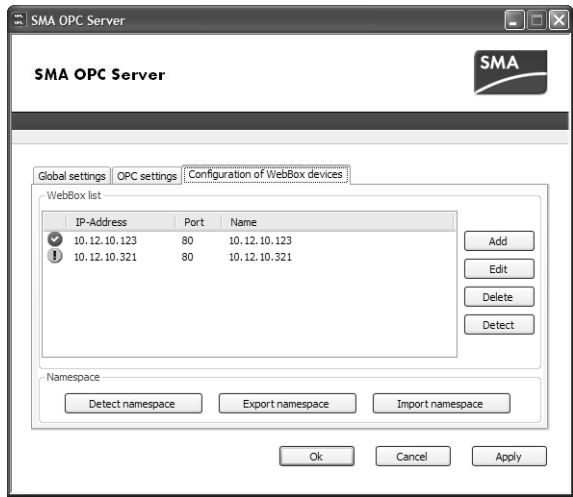 SMA OPC Server
SMA OPC Server
SMA
Global settings OPC settings Configuration of WebBox devices
WebBox list
IP-Address Port Name
10.12.10.123 80 10.12.10.123
10.12.10.321 80 10.12.10.321
Add
Edit
Delete
Detect
Namespace
Detect namespace Export namespace Import namespace
Ok Cancel Apply